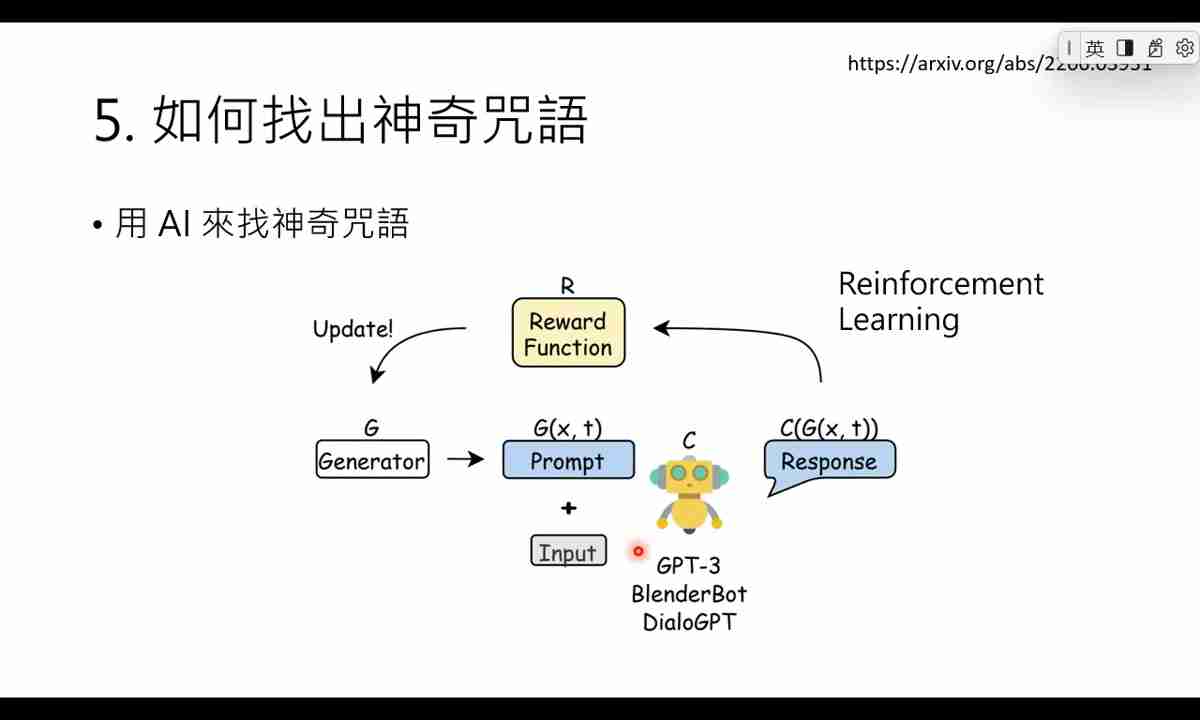 https://arxiv.org/abs/2206.03931
英
5. 如何找出神奇咒語
• 用 AI 來找神奇咒語
Reinforcement
Learning
R
Reward
Function
Update!
G
Generator
G(x, t)
Prompt
+
Input
C
GPT-3
BlenderBot
DialoGPT
C(G(x, t))
Response